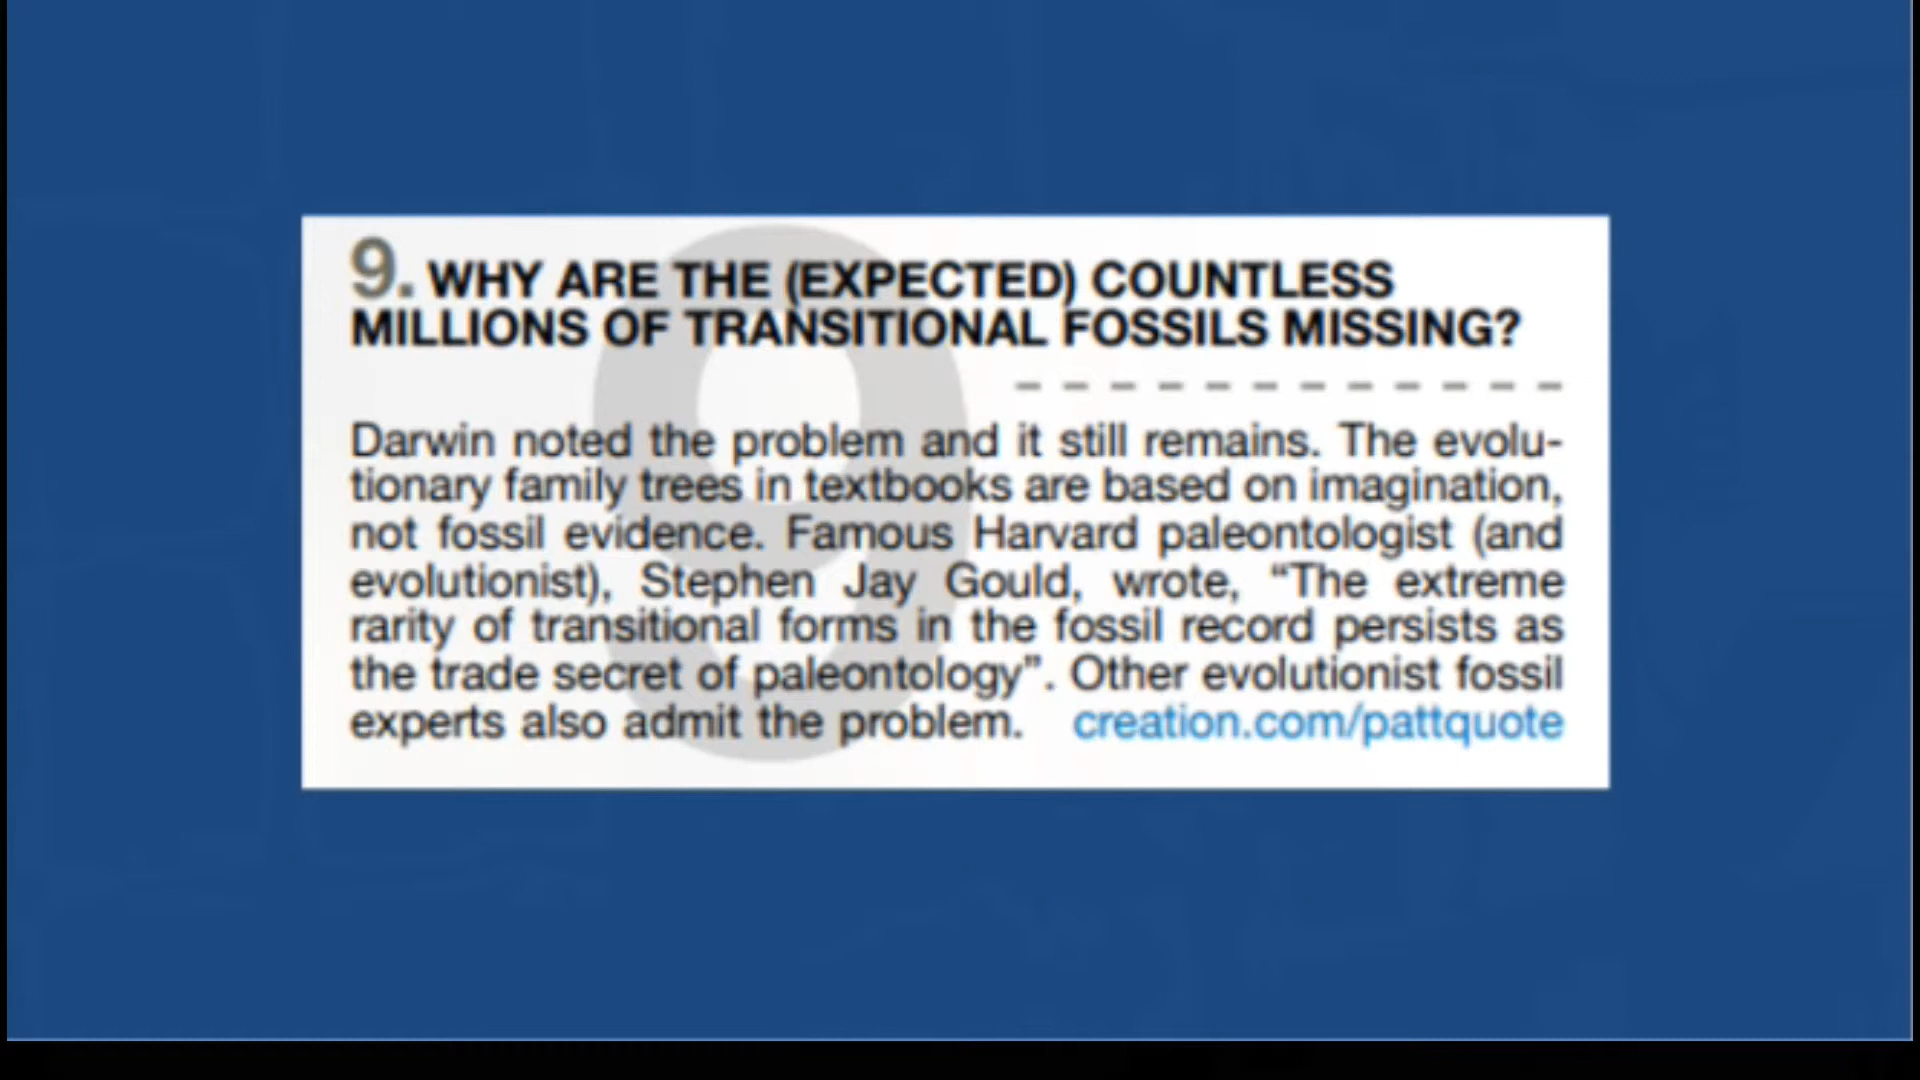 9. WHY ARE THE (EXPECTED) COUNTLESS
MILLIONS OF TRANSITIONAL FOSSILS MISSING?
Darwin noted the problem and it still remains. The evolu-
tionary family trees in textbooks are based on imagination,
not fossil evidence. Famous Harvard paleontologist (and
evolutionist), Stephen Jay Gould, wrote, “The extreme
rarity of transitional forms in the fossil record persists as
the trade secret of paleontology”. Other evolutionist fossil
experts also admit the problem. creation.com/pattquote